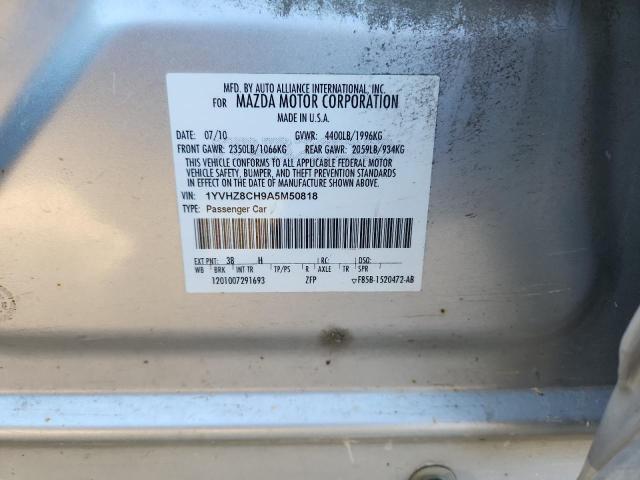 MFD. BY AUTO ALLIANCE INTERNATIONAL, INC.
FOR MAZDA MOTOR CORPORATION
MADE IN U.S.A.
DATE: 07/10 GVWR: 4400LB/1996KG
FRONT GAWR: 2350LB/1066KG REAR GAWR: 2059LB/934KG
THIS VEHICLE CONFORMS TO ALL APPLICABLE FEDERAL MOTOR
VEHICLE SAFETY, BUMPER, AND THEFT PREVENTION STANDARDS
IN EFFECT ON THE DATE OF MANUFACTURE SHOWN ABOVE.
VIN: 1YVHZ8CH9A5M50818
TYPE: Passenger Car
EXT PNT: 38 H RC: DSO:
WB BRK INT TR TP/PS R AXLE TR SPR
1201007291693 ZFP ▽F85B-1520472-AB